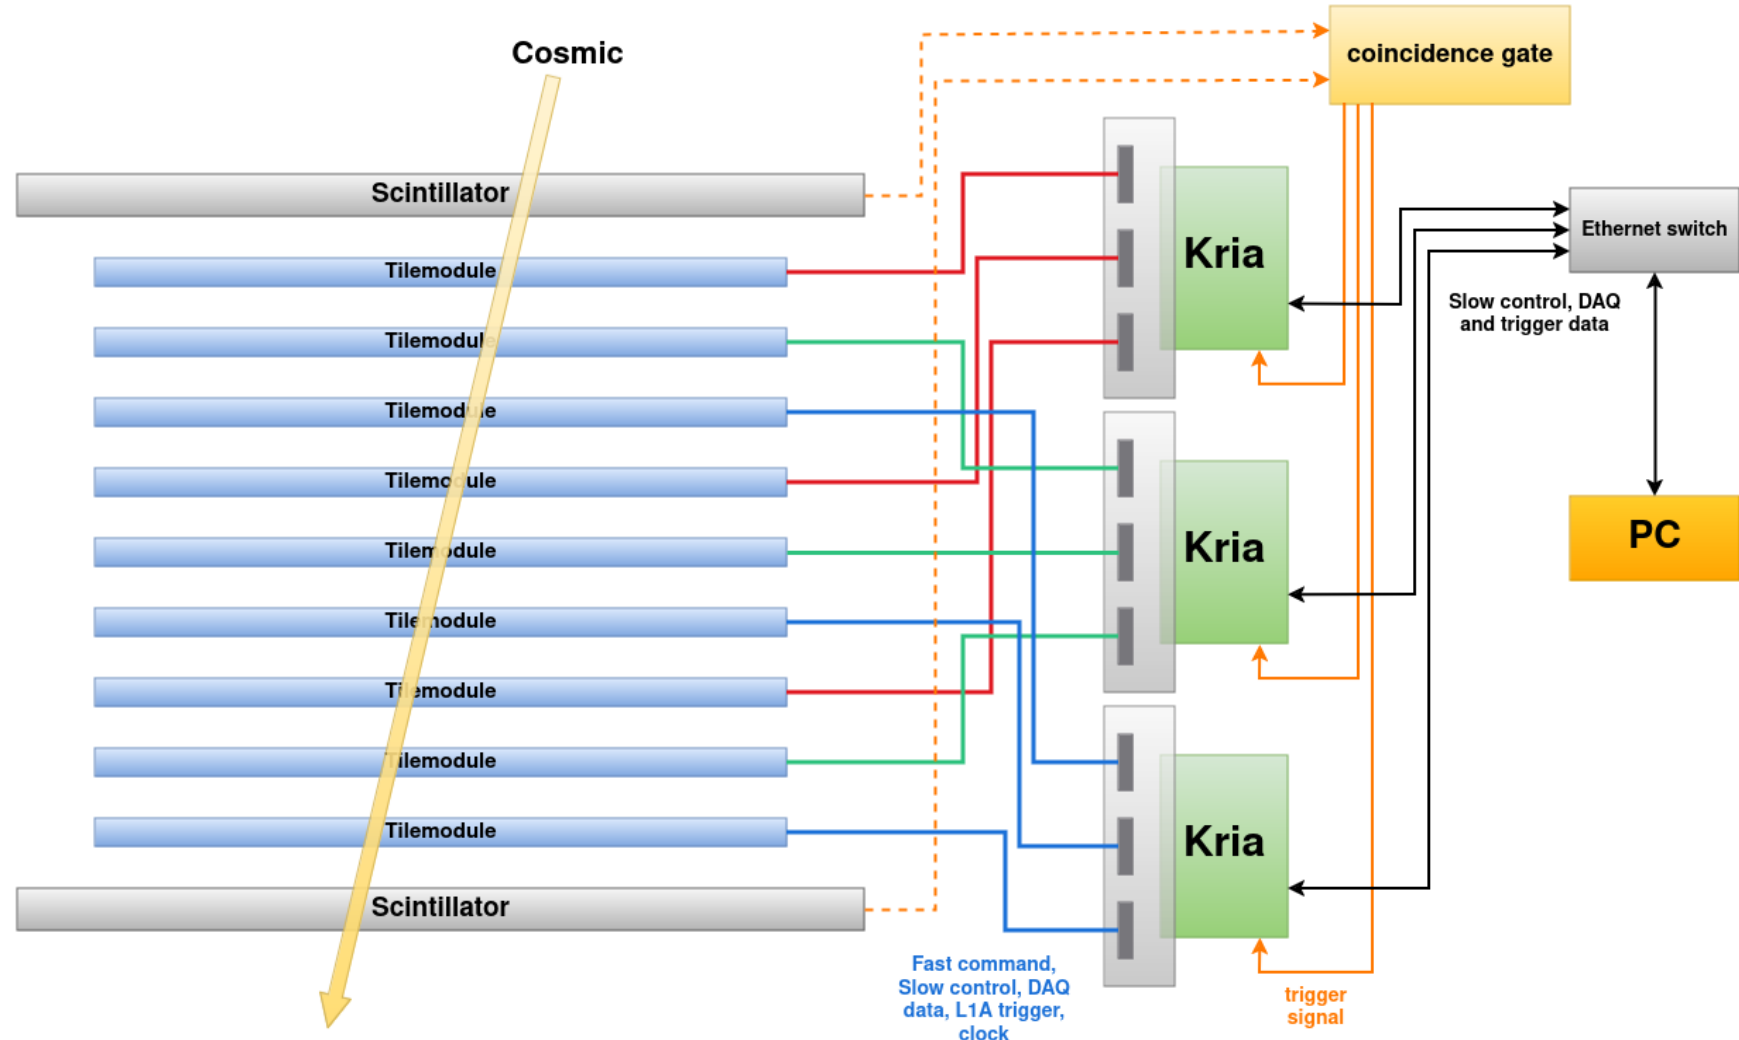 Cosmic
coincidence gate
Scintillator
Tilemodule
Tilemodule
Tilemodule
Tilemodule
Tilemodule
Tilemodule
Tilemodule
Tilemodule
Tilemodule
Scintillator
Kria
Kria
Kria
Ethernet switch
Slow control, DAQ
and trigger data
PC
Fast command,
Slow control, DAQ
data, L1A trigger,
clock
trigger
signal